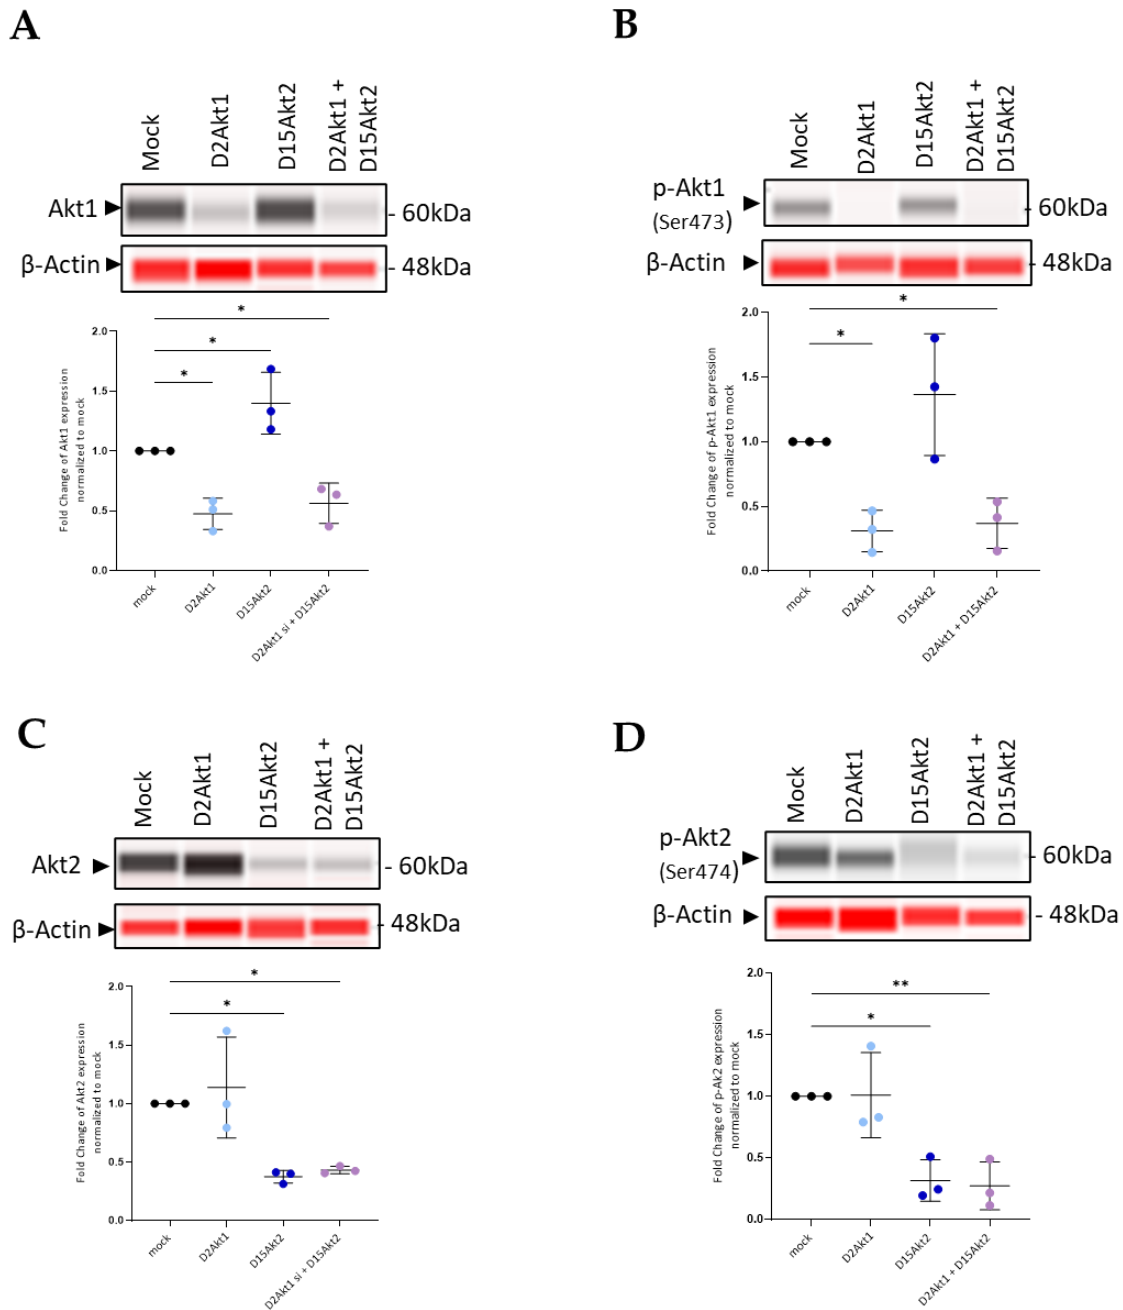 A
Mock
D2Akt1
D15Akt2
D2Akt1 +
D15Akt2
Akt1
- 60kDa
β-Actin
- 48kDa
*
*
*
Fold Change of Akt1 expression
normalized to mock
2.0
1.5
1.0
0.5
0.0
mock
D2Akt1
D15Akt2
D2Akt1 si + D15Akt2
B
Mock
D2Akt1
D15Akt2
D2Akt1 +
D15Akt2
p-Akt1
(Ser473)
- 60kDa
β-Actin
- 48kDa
*
*
Fold Change of p-Akt1 expression
normalized to mock
2.0
1.5
1.0
0.5
0.0
mock
D2Akt1
D15Akt2
D2Akt1 + D15Akt2
C
Mock
D2Akt1
D15Akt2
D2Akt1 +
D15Akt2
Akt2
- 60kDa
β-Actin
- 48kDa
*
*
Fold Change of Akt2 expression
normalized to mock
2.0
1.5
1.0
0.5
0.0
mock
D2Akt1
D15Akt2
D2Akt1 si + D15Akt2
D
Mock
D2Akt1
D15Akt2
D2Akt1 +
D15Akt2
p-Akt2
(Ser474)
- 60kDa
β-Actin
- 48kDa
**
*
Fold Change of p-Ak2 expression
normalized to mock
2.0
1.5
1.0
0.5
0.0
mock
D2Akt1
D15Akt2
D2Akt1 + D15Akt2